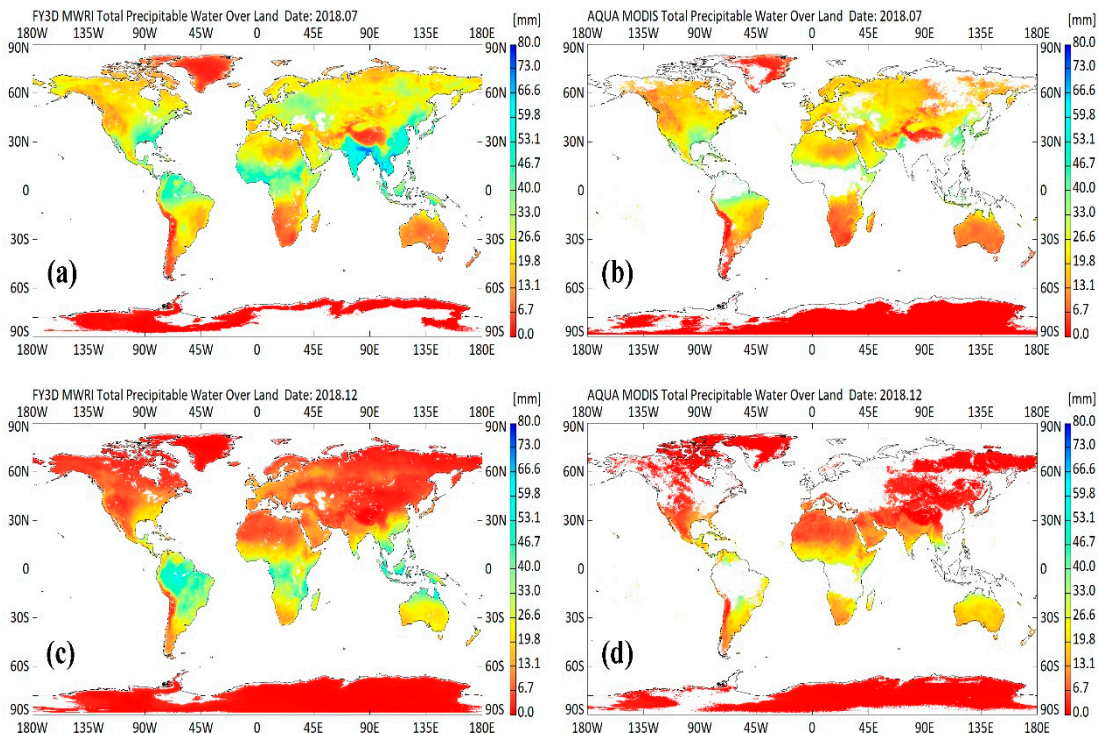 FY3D MWRI Total Precipitable Water Over Land Date: 2018.07 [mm]
180W 135W 90W 45W 0 45E 90E 135E 180E
90N 90N 80.0
73.0
60N 60N 66.6
59.8
30N 30N 53.1
46.7
0 0 40.0
33.0
30S 30S 26.6
19.8
(a)
60S 60S 13.1
6.7
90S 90S 0.0
180W 135W 90W 45W 0 45E 90E 135E 180E
AQUA MODIS Total Precipitable Water Over Land Date: 2018.07 [mm]
180W 135W 90W 45W 0 45E 90E 135E 180E
90N 90N 80.0
73.0
60N 60N 66.6
59.8
30N 30N 53.1
46.7
0 0 40.0
33.0
30S 30S 26.6
19.8
(b)
60S 60S 13.1
6.7
90S 90S 0.0
180W 135W 90W 45W 0 45E 90E 135E 180E
FY3D MWRI Total Precipitable Water Over Land Date: 2018.12 [mm]
180W 135W 90W 45W 0 45E 90E 135E 180E
90N 90N 80.0
73.0
60N 60N 66.6
59.8
30N 30N 53.1
46.7
0 0 40.0
33.0
30S 30S 26.6
19.8
(c)
60S 60S 13.1
6.7
90S 90S 0.0
180W 135W 90W 45W 0 45E 90E 135E 180E
AQUA MODIS Total Precipitable Water Over Land Date: 2018.12 [mm]
180W 135W 90W 45W 0 45E 90E 135E 180E
90N 90N 80.0
73.0
60N 60N 66.6
59.8
30N 30N 53.1
46.7
0 0 40.0
33.0
30S 30S 26.6
19.8
(d)
60S 60S 13.1
6.7
90S 90S 0.0
180W 135W 90W 45W 0 45E 90E 135E 180E